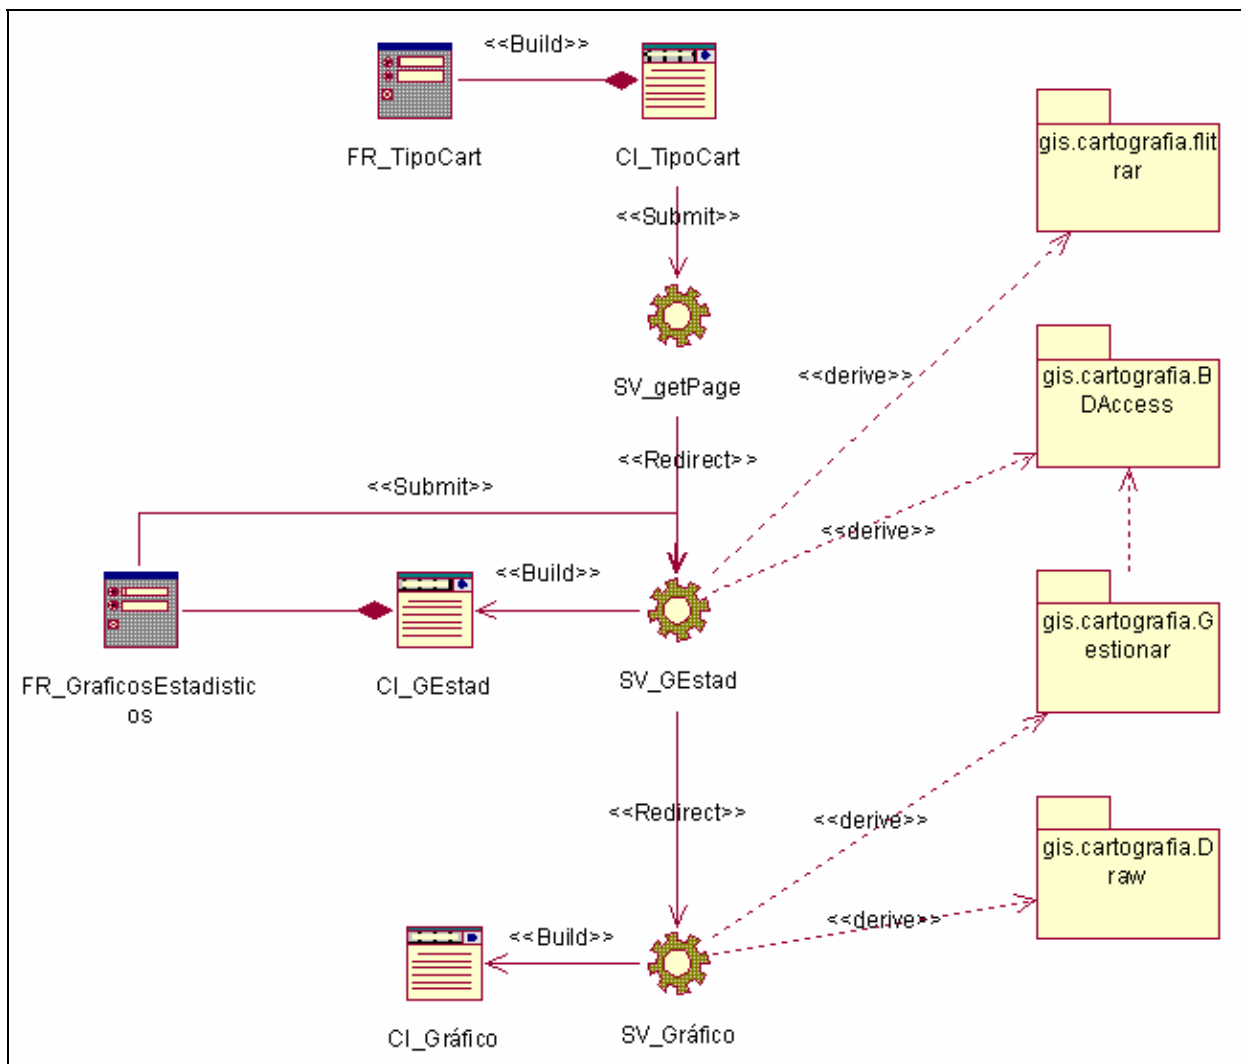 <<Build>>
FR_TipoCart
CI_TipoCart
gis.cartografia.flit
rar
<<Submit>>
SV_getPage
<<derive>>
gis.cartografia.B
DAccess
<<Redirect>>
<<Submit>>
<<derive>>
<<Build>>
gis.cartografia.G
estionar
FR_GraficosEstadistic
os
CI_GEstad
SV_GEstad
<<Redirect>>
<<derive>>
gis.cartografia.D
raw
<<derive>>
<<Build>>
CI_Gráfico
SV_Gráfico